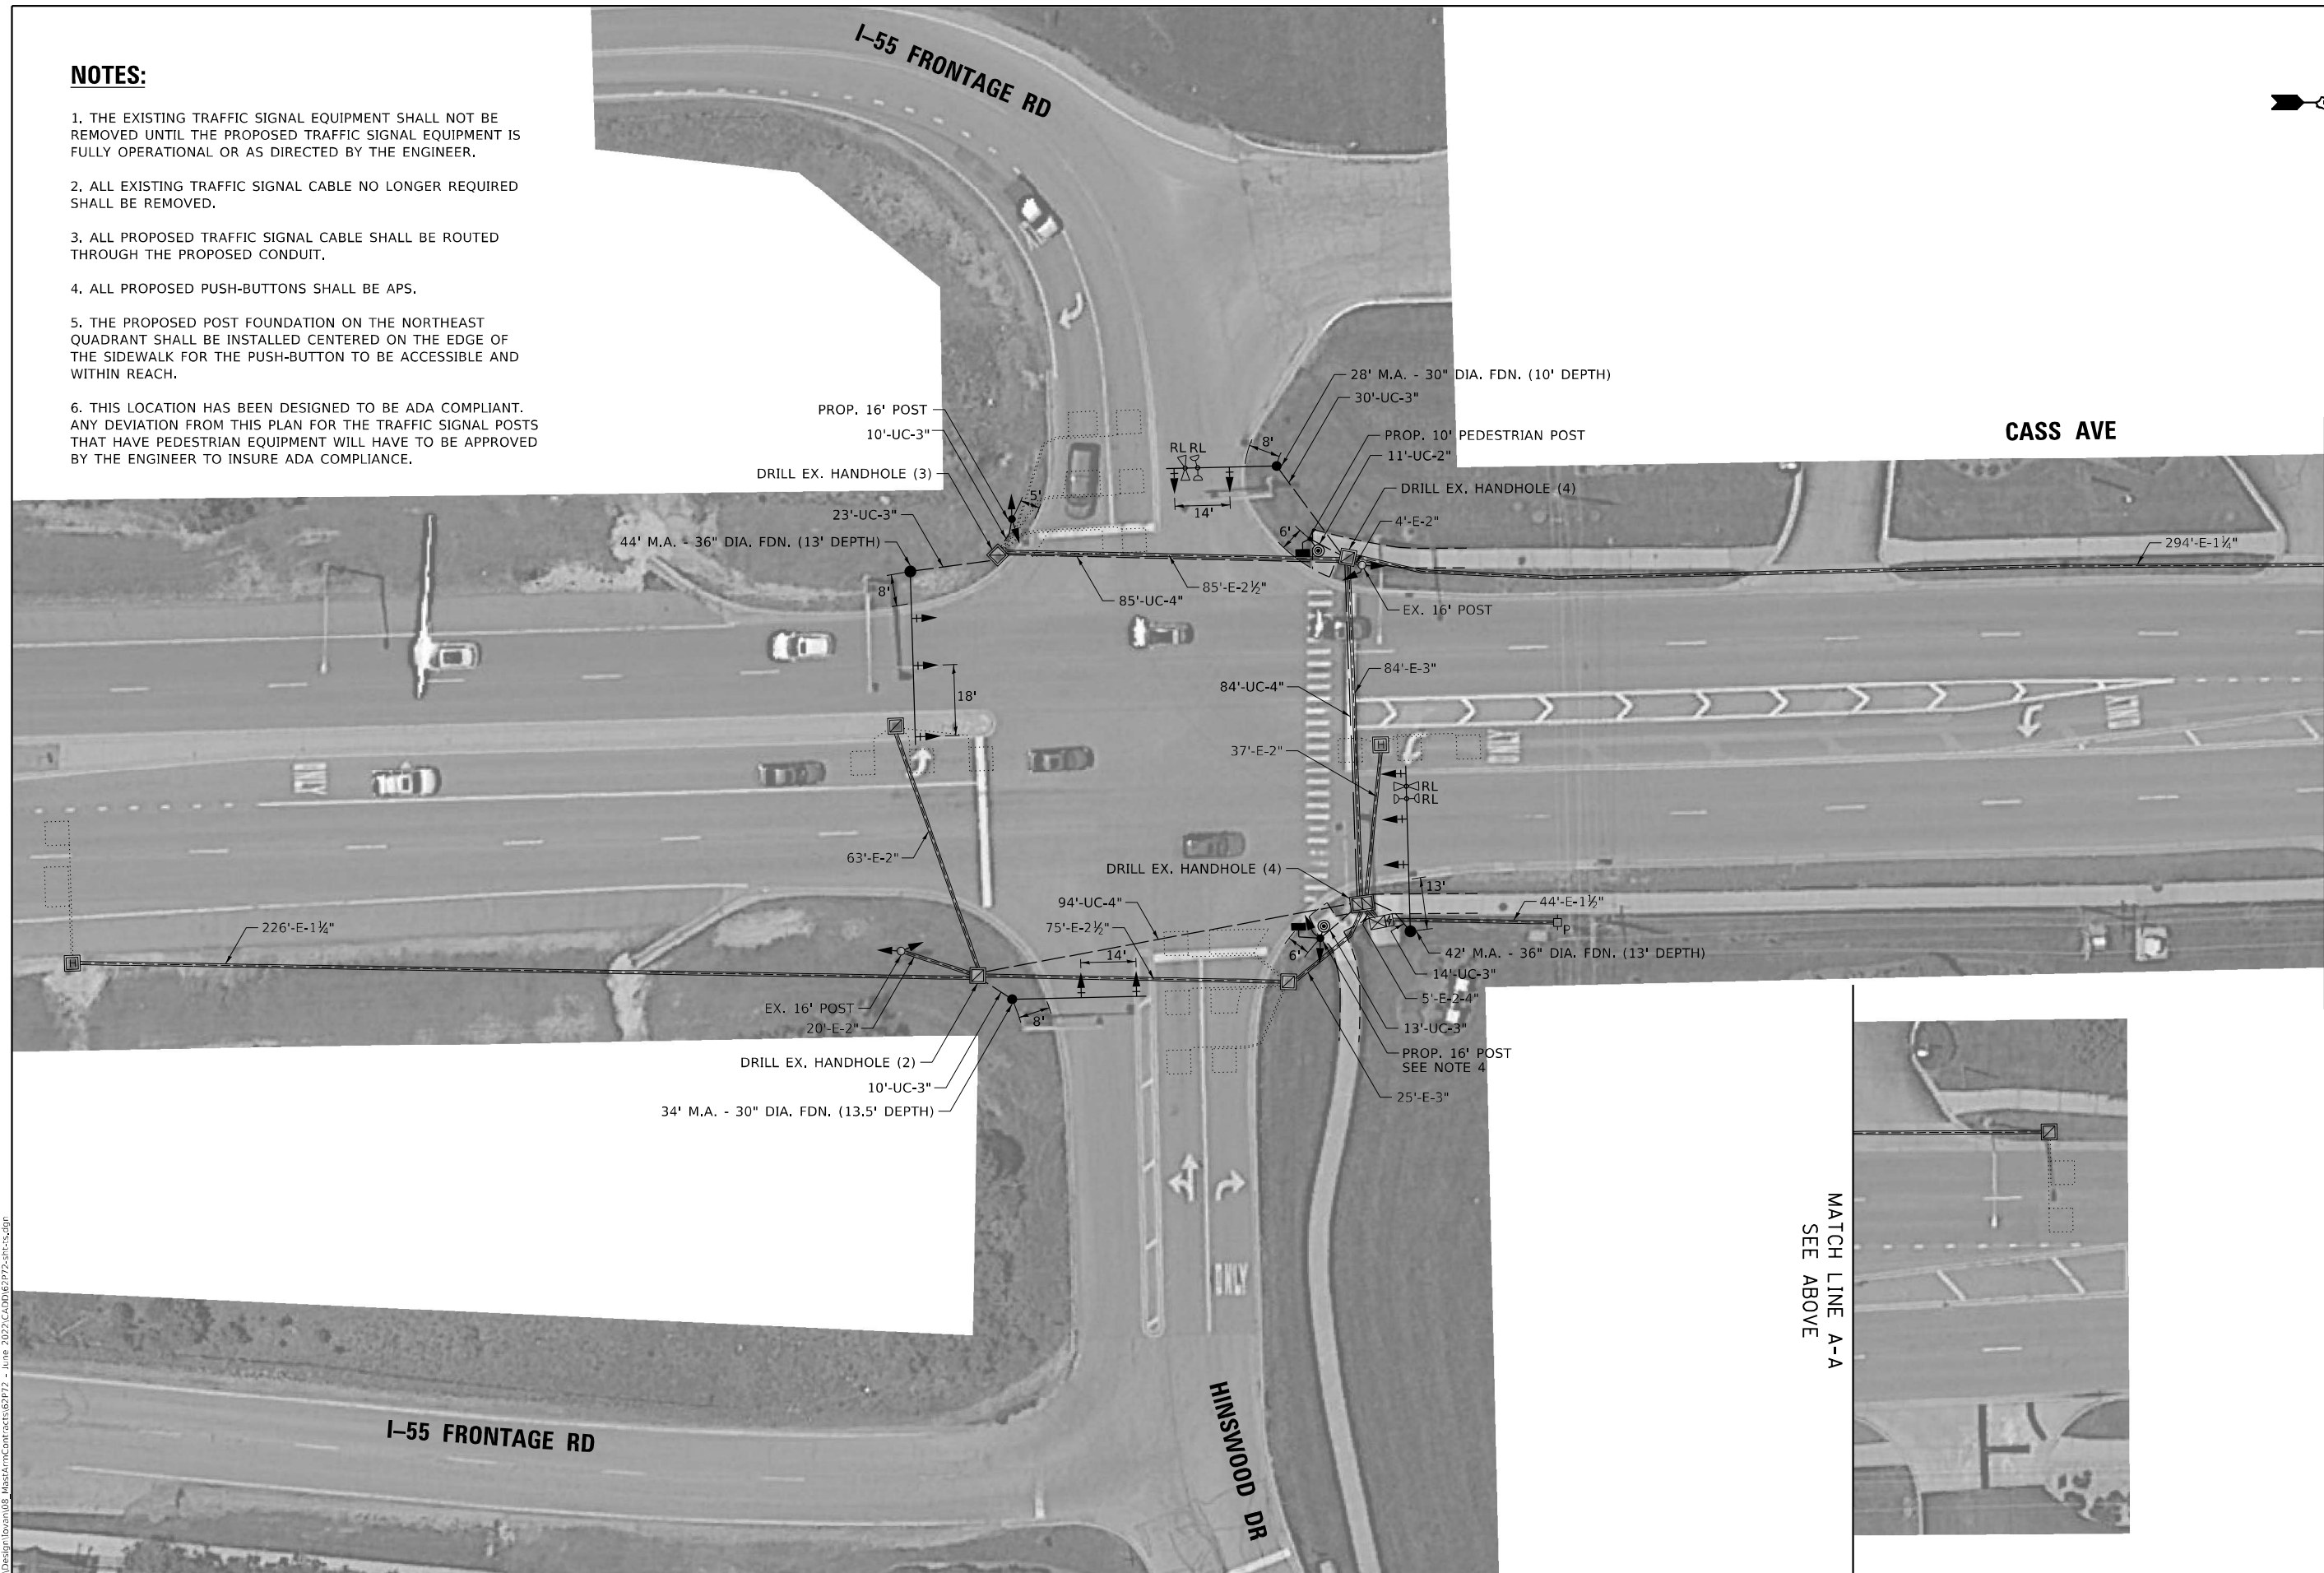 NOTES:
1. THE EXISTING TRAFFIC SIGNAL EQUIPMENT SHALL NOT BE
REMOVED UNTIL THE PROPOSED TRAFFIC SIGNAL EQUIPMENT IS
FULLY OPERATIONAL OR AS DIRECTED BY THE ENGINEER.
2. ALL EXISTING TRAFFIC SIGNAL CABLE NO LONGER REQUIRED
SHALL BE REMOVED.
3. ALL PROPOSED TRAFFIC SIGNAL CABLE SHALL BE ROUTED
THROUGH THE PROPOSED CONDUIT.
4. ALL PROPOSED PUSH-BUTTONS SHALL BE APS.
5. THE PROPOSED POST FOUNDATION ON THE NORTHEAST
QUADRANT SHALL BE INSTALLED CENTERED ON THE EDGE OF
THE SIDEWALK FOR THE PUSH-BUTTON TO BE ACCESSIBLE AND
WITHIN REACH.
6. THIS LOCATION HAS BEEN DESIGNED TO BE ADA COMPLIANT.
ANY DEVIATION FROM THIS PLAN FOR THE TRAFFIC SIGNAL POSTS
THAT HAVE PEDESTRIAN EQUIPMENT WILL HAVE TO BE APPROVED
BY THE ENGINEER TO INSURE ADA COMPLIANCE.
I-55 FRONTAGE RD
CASS AVE
28' M.A. - 30" DIA. FDN. (10' DEPTH)
30'-UC-3"
PROP. 16' POST
10'-UC-3"
PROP. 10' PEDESTRIAN POST
11'-UC-2"
8'
RL RL
DRILL EX. HANDHOLE (3)
DRILL EX. HANDHOLE (4)
5'
14'
23'-UC-3"
4'-E-2"
6'
44' M.A. - 36" DIA. FDN. (13' DEPTH)
294'-E-1¼"
8'
85'-E-2½"
85'-UC-4"
EX. 16' POST
84'-E-3"
84'-UC-4"
18'
37'-E-2"
ONLY
ONLY
ONLY
RL
RL
63'-E-2"
DRILL EX. HANDHOLE (4)
13'
94'-UC-4"
44'-E-1½"
P
226'-E-1¼"
75'-E-2½"
14'
6'
42' M.A. - 36" DIA. FDN. (13' DEPTH)
14'-UC-3"
5'-E-2-4"
EX. 16' POST
20'-E-2"
8'
13'-UC-3"
PROP. 16' POST
SEE NOTE 4
DRILL EX. HANDHOLE (2)
10'-UC-3"
25'-E-3"
34' M.A. - 30" DIA. FDN. (13.5' DEPTH)
H
H
ONLY
MATCH LINE A-A
SEE ABOVE
I-55 FRONTAGE RD
HINSWOOD DR
\Design\Jovan\08_MastArmContracts\62P72 - June 2022\CADD\62P72-sht-ts.dgn